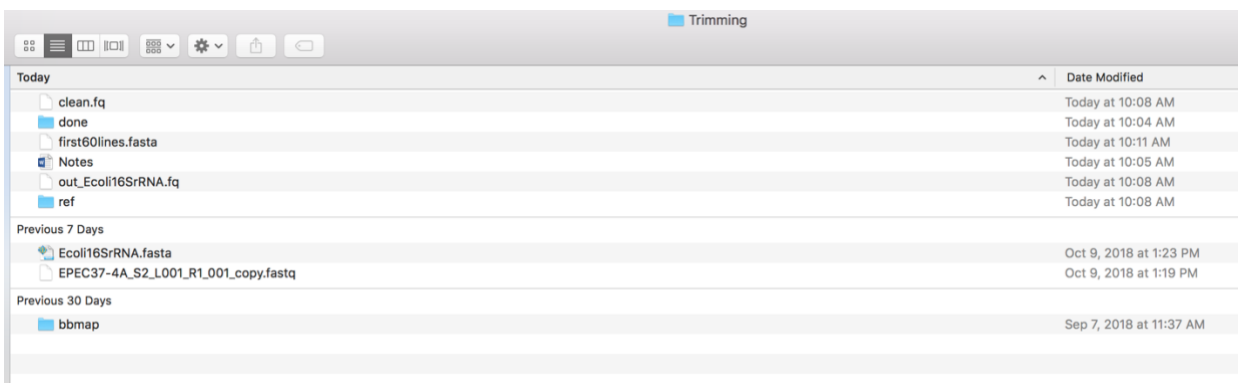 Trimming
Today Date Modified
clean.fq Today at 10:08 AM
done Today at 10:04 AM
first60lines.fasta Today at 10:11 AM
Notes Today at 10:05 AM
out_Ecoli16SrRNA.fq Today at 10:08 AM
ref Today at 10:08 AM
Previous 7 Days
Ecoli16SrRNA.fasta Oct 9, 2018 at 1:23 PM
EPEC37-4A_S2_L001_R1_001_copy.fastq Oct 9, 2018 at 1:19 PM
Previous 30 Days
bbmap Sep 7, 2018 at 11:37 AM